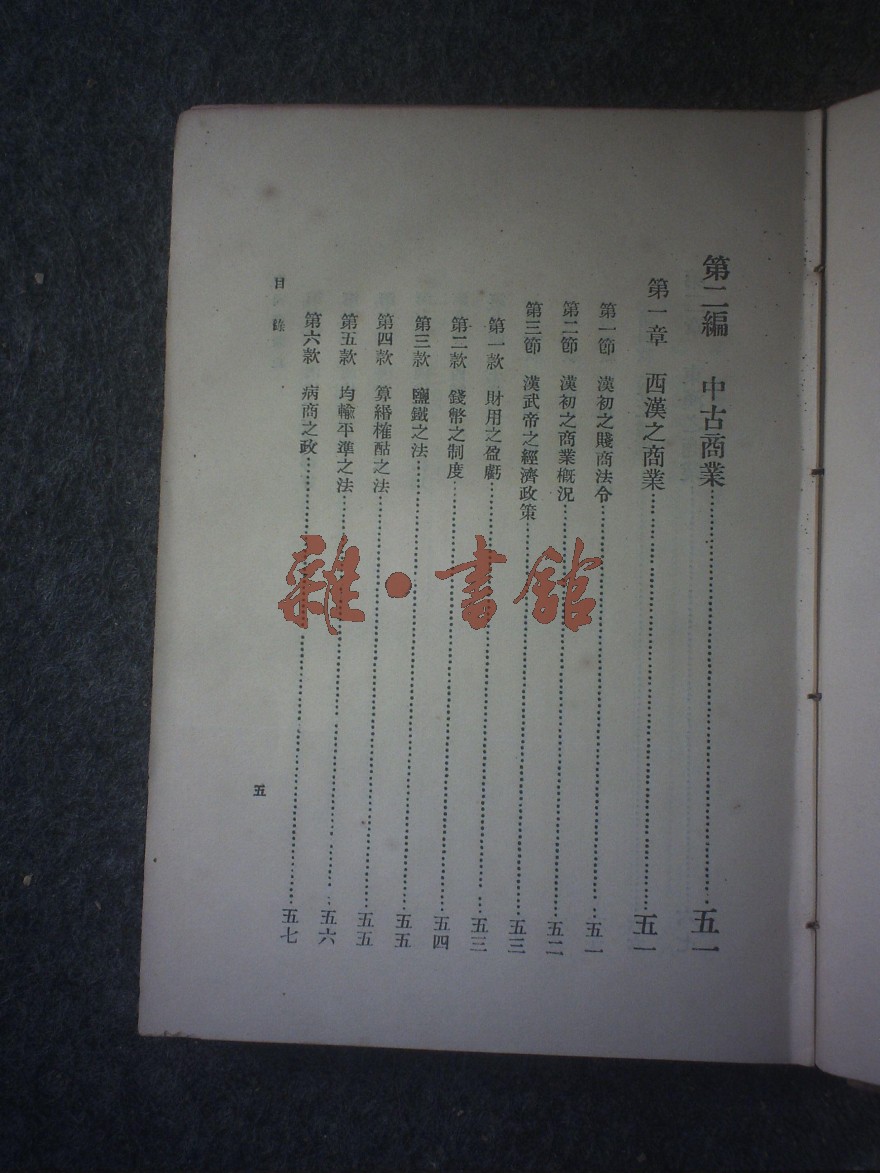 第二編　中古商業…五一
第一章　西漢之商業…五一
第一節　漢初之賤商法令…五一
第二節　漢初之商業概況…五二
第三節　漢武帝之經濟政策…五三
第一款　財用之盈虧…五三
第二款　錢幣之制度…五四
第三款　鹽鐵之法…五五
第四款　算緡榷酤之法…五五
第五款　均輸平準之法…五六
第六款　病商之政…五七
目錄
五
雜·書館